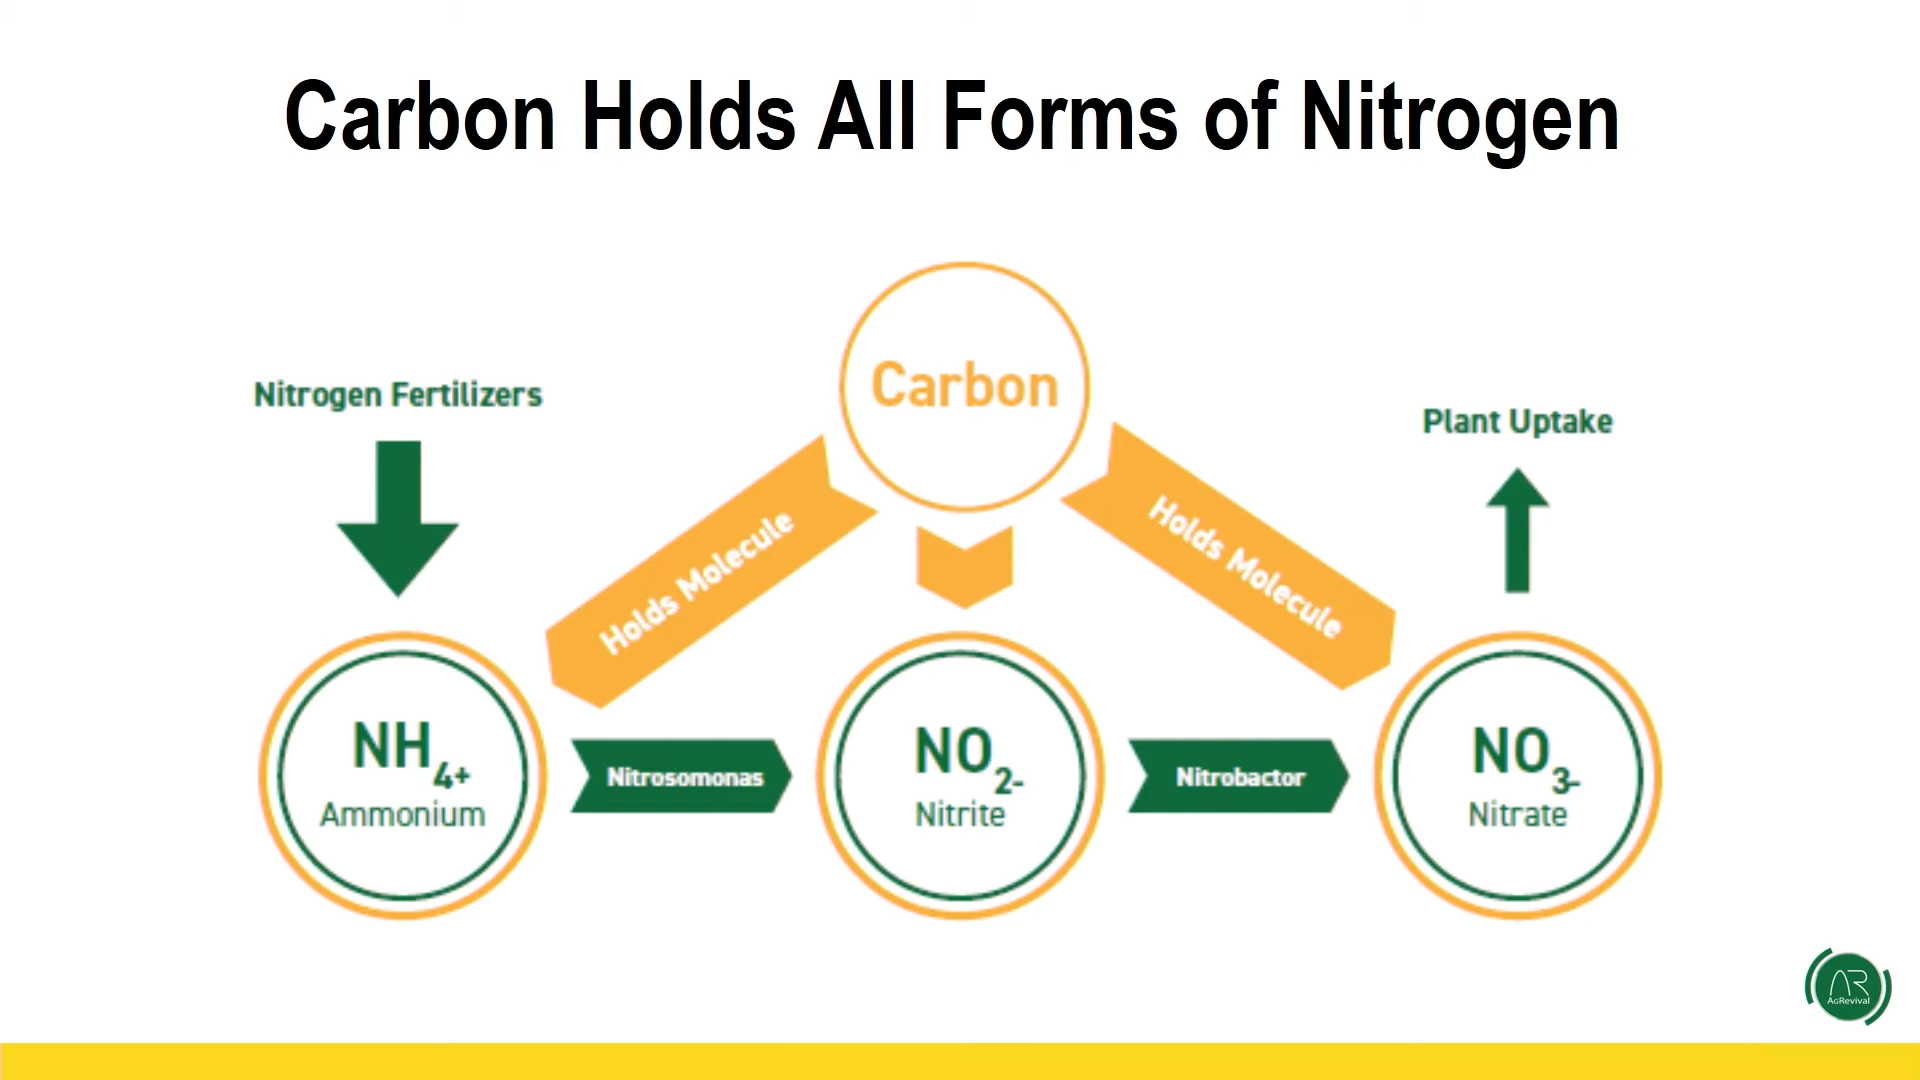 Carbon Holds All Forms of Nitrogen
Carbon
Nitrogen Fertilizers
Plant Uptake
Holds Molecule
Holds Molecule
NH4+
Ammonium
Nitrosomonas
NO2-
Nitrite
Nitrobactor
NO3-
Nitrate
AR
AgRevival